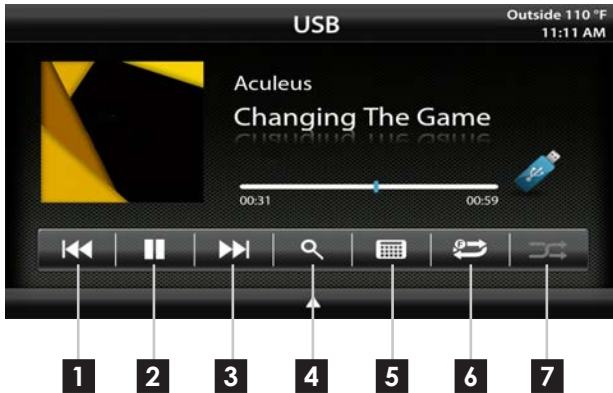 USB
Outside 110 °F
11:11 AM
Aculeus
Changing The Game
00:31 00:59
1 2 3 4 5 6 7